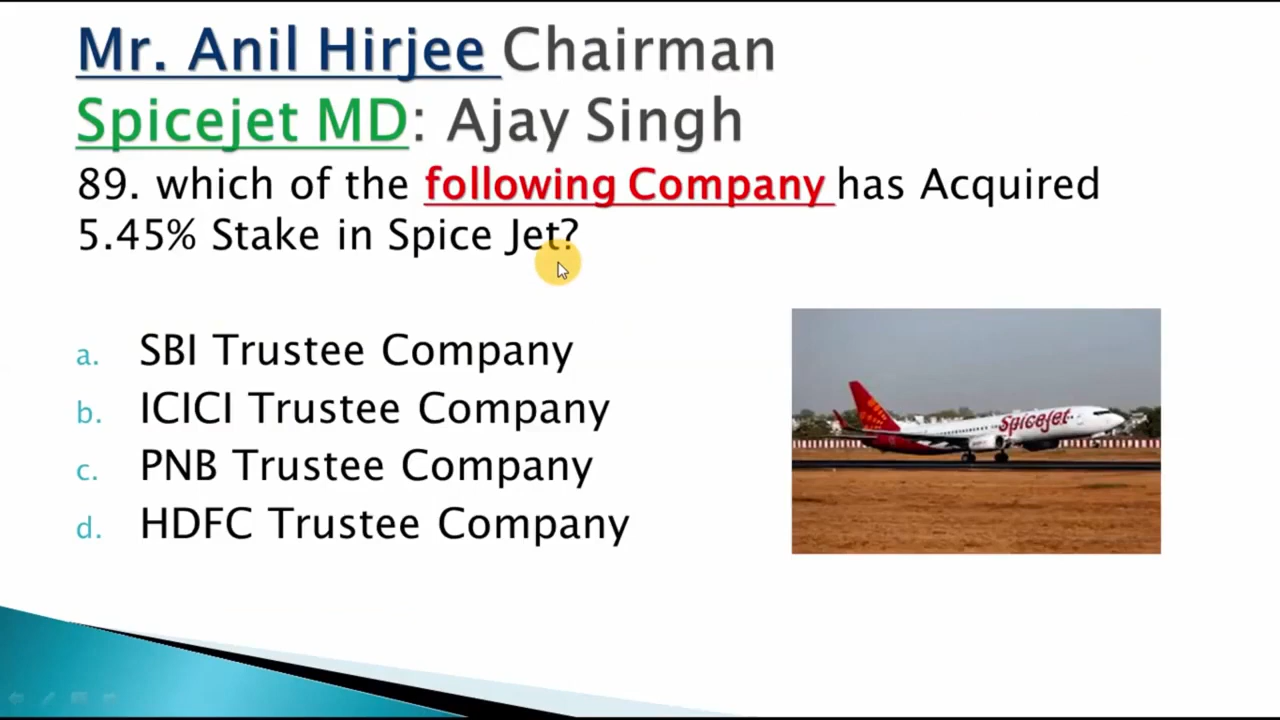 Mr. Anil Hirjee Chairman
Spicejet MD: Ajay Singh
89. which of the following Company has Acquired
5.45% Stake in Spice Jet?
a. SBI Trustee Company
b. ICICI Trustee Company
c. PNB Trustee Company
d. HDFC Trustee Company
Spicejet